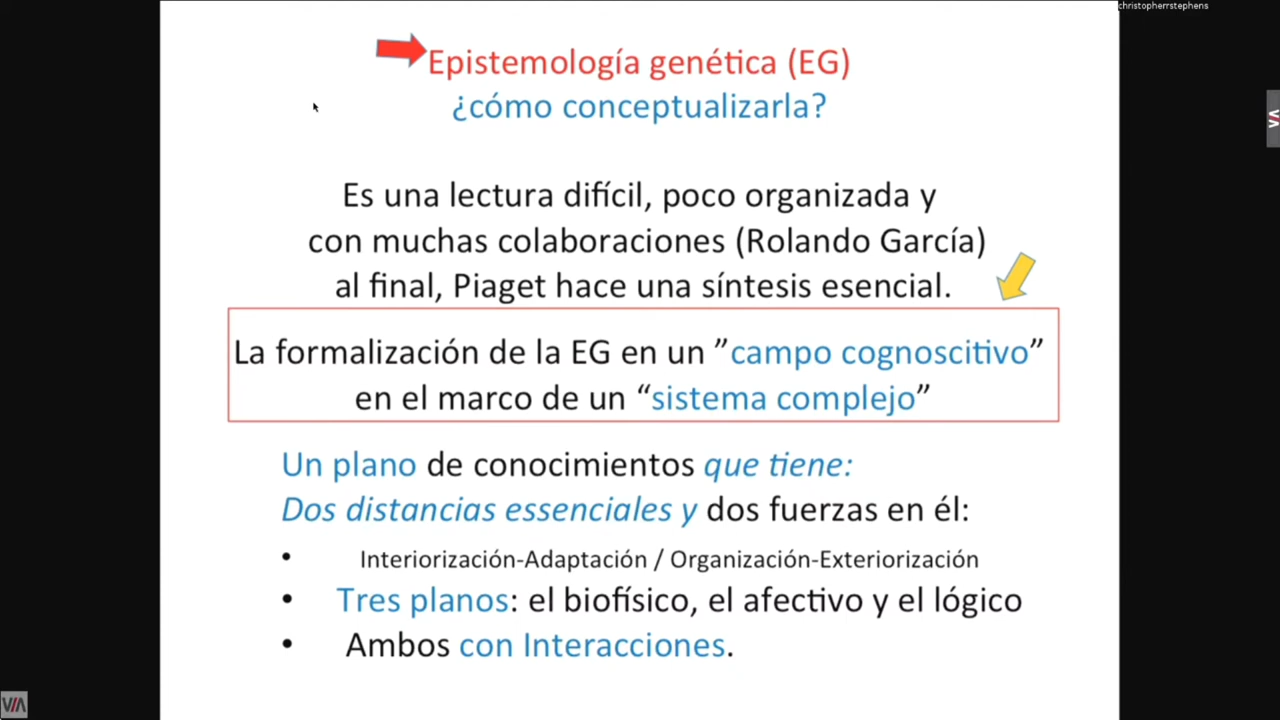 christopherrstephens
Epistemología genética (EG)
¿cómo conceptualizarla?
Es una lectura difícil, poco organizada y
con muchas colaboraciones (Rolando García)
al final, Piaget hace una síntesis esencial.
La formalización de la EG en un ”campo cognoscitivo”
en el marco de un “sistema complejo”
Un plano de conocimientos que tiene:
Dos distancias essenciales y dos fuerzas en él:
• Interiorización-Adaptación / Organización-Exteriorización
• Tres planos: el biofísico, el afectivo y el lógico
• Ambos con Interacciones.
VIA